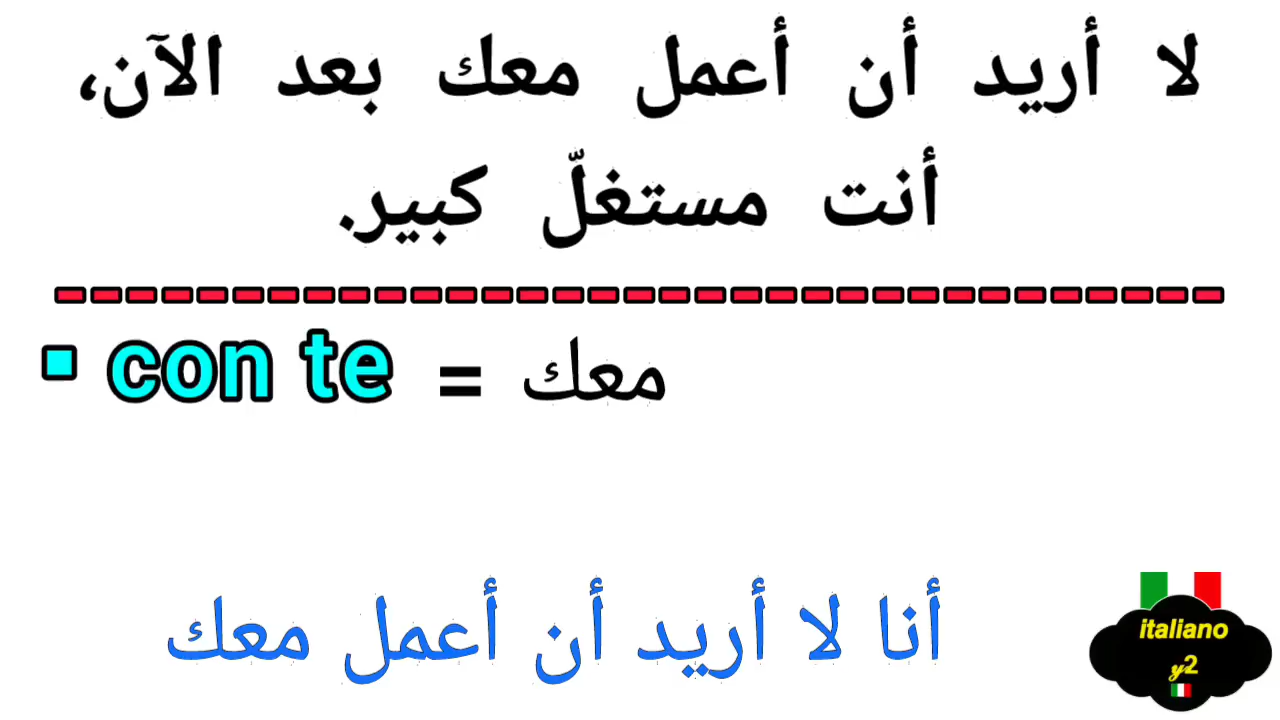 لا أريد أن أعمل معك بعد الآن،
أنت مستغلّ كبير.
▪ con te = معك
أنا لا أريد أن أعمل معك
italiano
y2